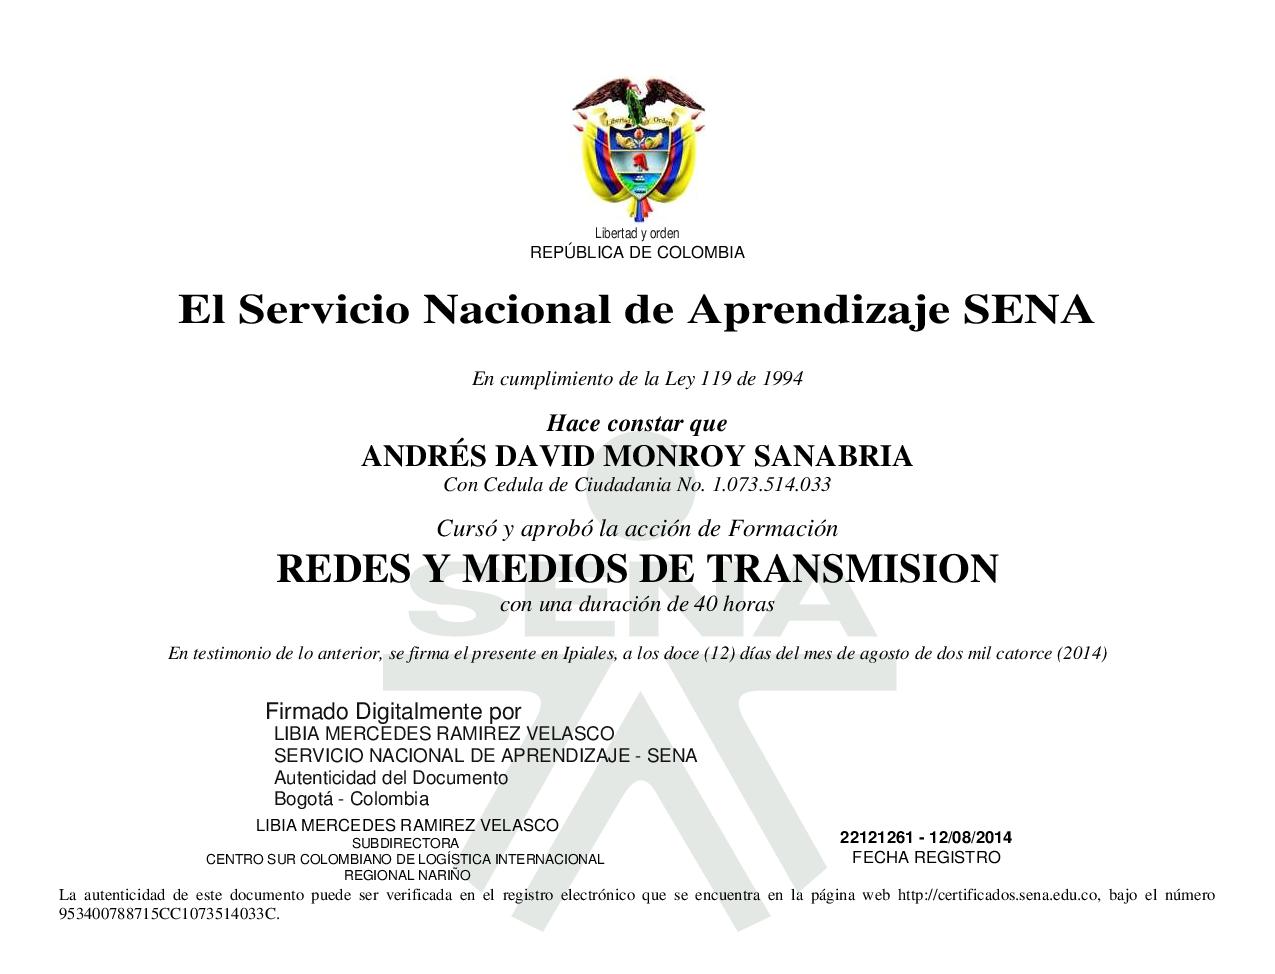 Libertad y Orden
Libertad y orden
REPÚBLICA DE COLOMBIA
El Servicio Nacional de Aprendizaje SENA
En cumplimiento de la Ley 119 de 1994
Hace constar que
ANDRÉS DAVID MONROY SANABRIA
Con Cedula de Ciudadania No. 1.073.514.033
Cursó y aprobó la acción de Formación
REDES Y MEDIOS DE TRANSMISION
SENA
con una duración de 40 horas
En testimonio de lo anterior, se firma el presente en Ipiales, a los doce (12) días del mes de agosto de dos mil catorce (2014)
Firmado Digitalmente por
LIBIA MERCEDES RAMIREZ VELASCO
SERVICIO NACIONAL DE APRENDIZAJE - SENA
Autenticidad del Documento
Bogotá - Colombia
LIBIA MERCEDES RAMIREZ VELASCO
SUBDIRECTORA
CENTRO SUR COLOMBIANO DE LOGÍSTICA INTERNACIONAL
REGIONAL NARIÑO
22121261 - 12/08/2014
FECHA REGISTRO
La autenticidad de este documento puede ser verificada en el registro electrónico que se encuentra en la página web http://certificados.sena.edu.co, bajo el número
953400788715CC1073514033C.